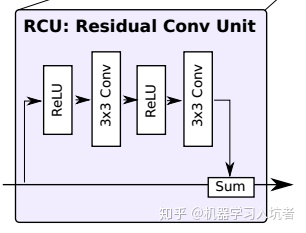 RCU: Residual Conv Unit
ReLU
3x3 Conv
ReLU
3x3 Conv
Sum
知乎 @机器学习入坑者